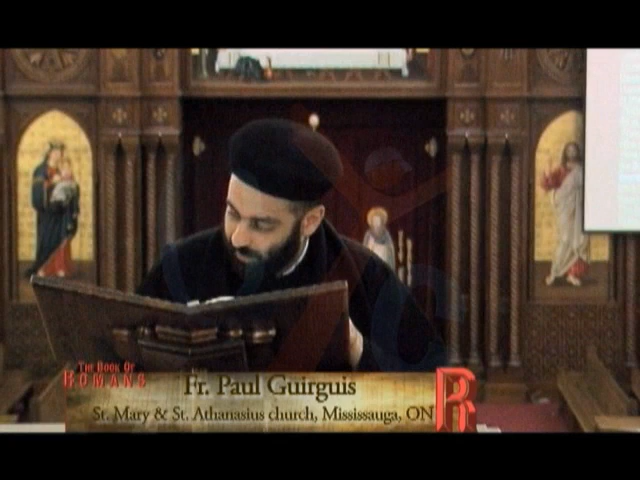 THE BOOK OF
ROMANS
Fr. Paul Guirguis
St. Mary & St. Athanasius church, Mississauga, ON
R